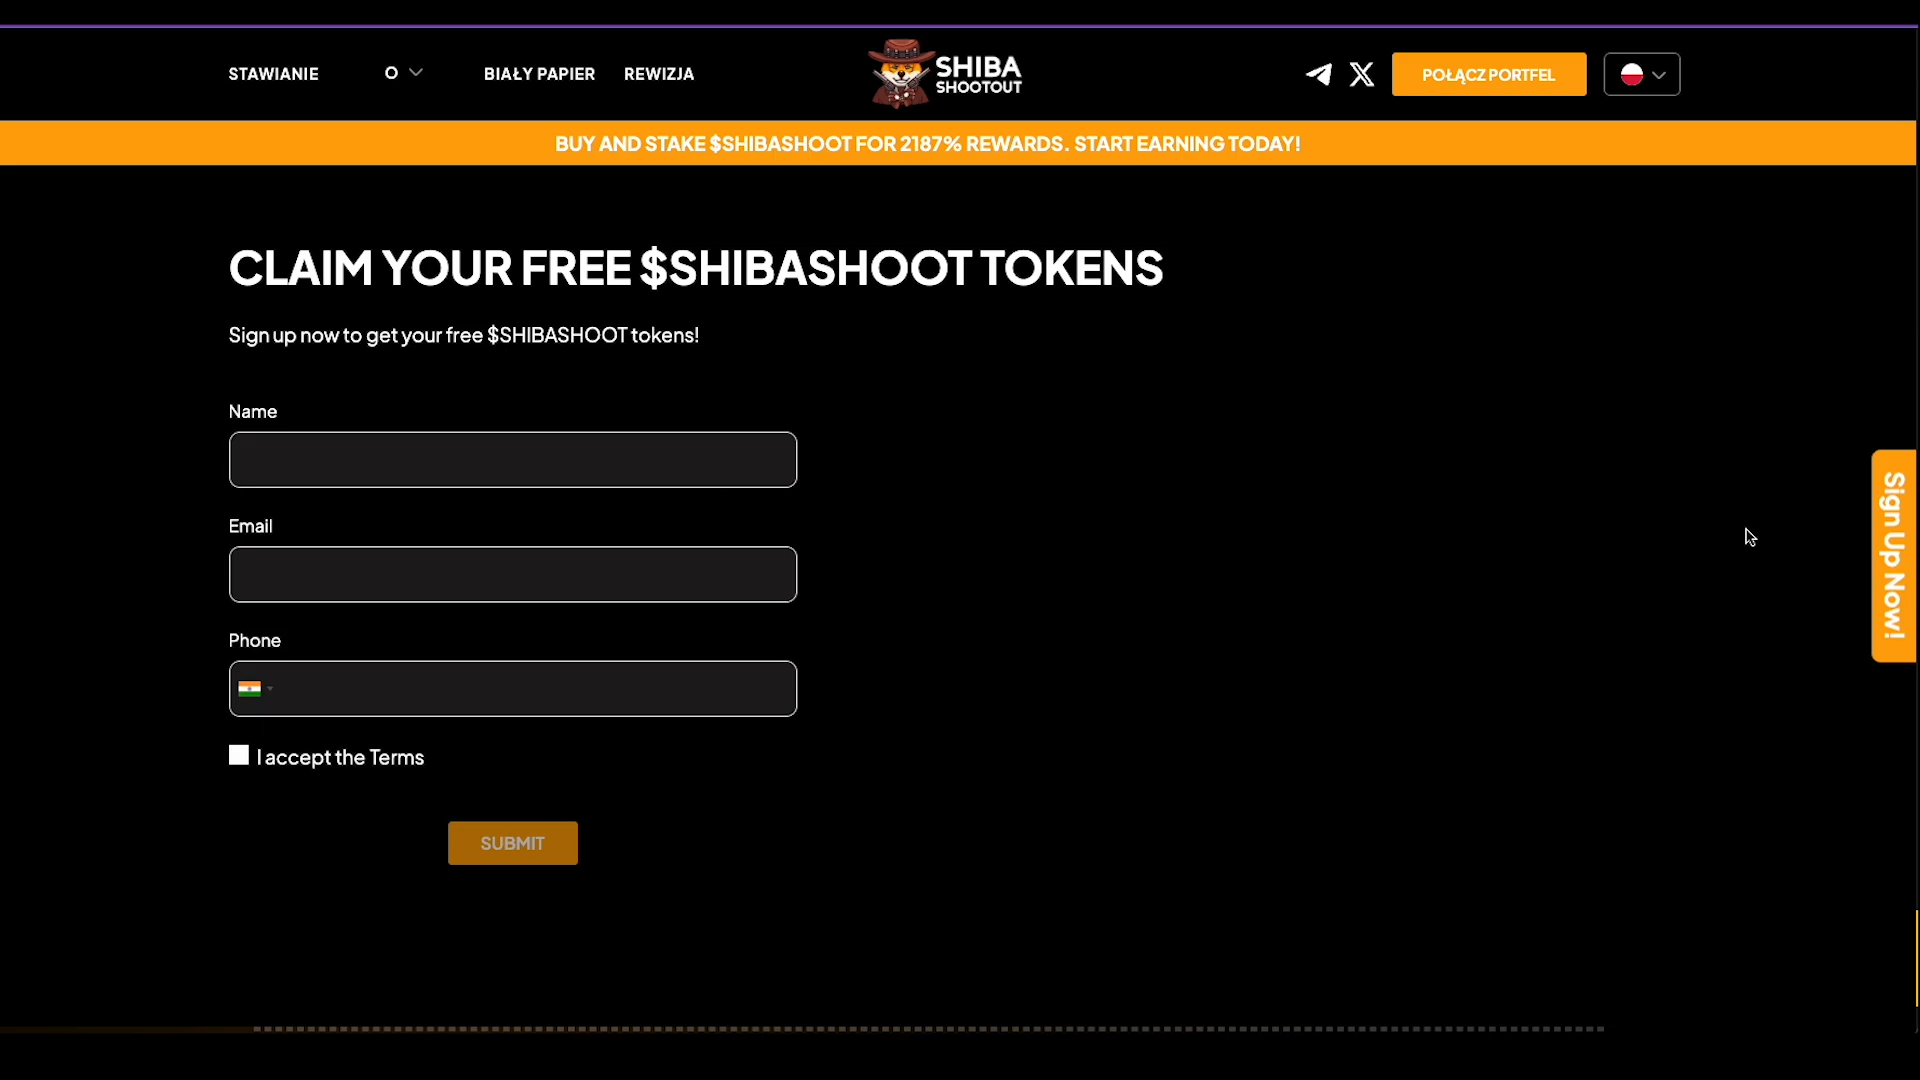 STAWIANIE
O
BIAŁY PAPIER
REWIZJA
SHIBA
SHOOTOUT
POŁĄCZ PORTFEL
BUY AND STAKE $SHIBASHOOT FOR 2187% REWARDS. START EARNING TODAY!
CLAIM YOUR FREE $SHIBASHOOT TOKENS
Sign up now to get your free $SHIBASHOOT tokens!
Name
Email
Phone
I accept the Terms
SUBMIT
Sign Up Now!